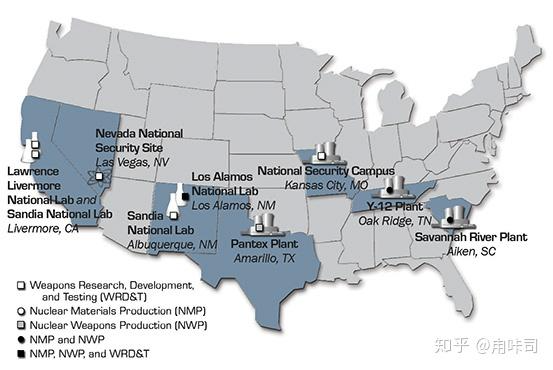 Nevada National
Security Site
Las Vegas, NV
Lawrence
Livermore
National Lab and
Sandia National Lab
Livermore, CA
Los Alamos
National Lab
Los Alamos, NM
Sandia
National Lab
Albuquerque, NM
Pantex Plant
Amarillo, TX
National Security Campus
Kansas City, MO
Y-12 Plant
Oak Ridge, TN
Savannah River Plant
Aiken, SC
Weapons Research, Development,
and Testing (WRD&T)
Nuclear Materials Production (NMP)
Nuclear Weapons Production (NWP)
NMP and NWP
NMP, NWP, and WRD&T
知乎 @冉咔司